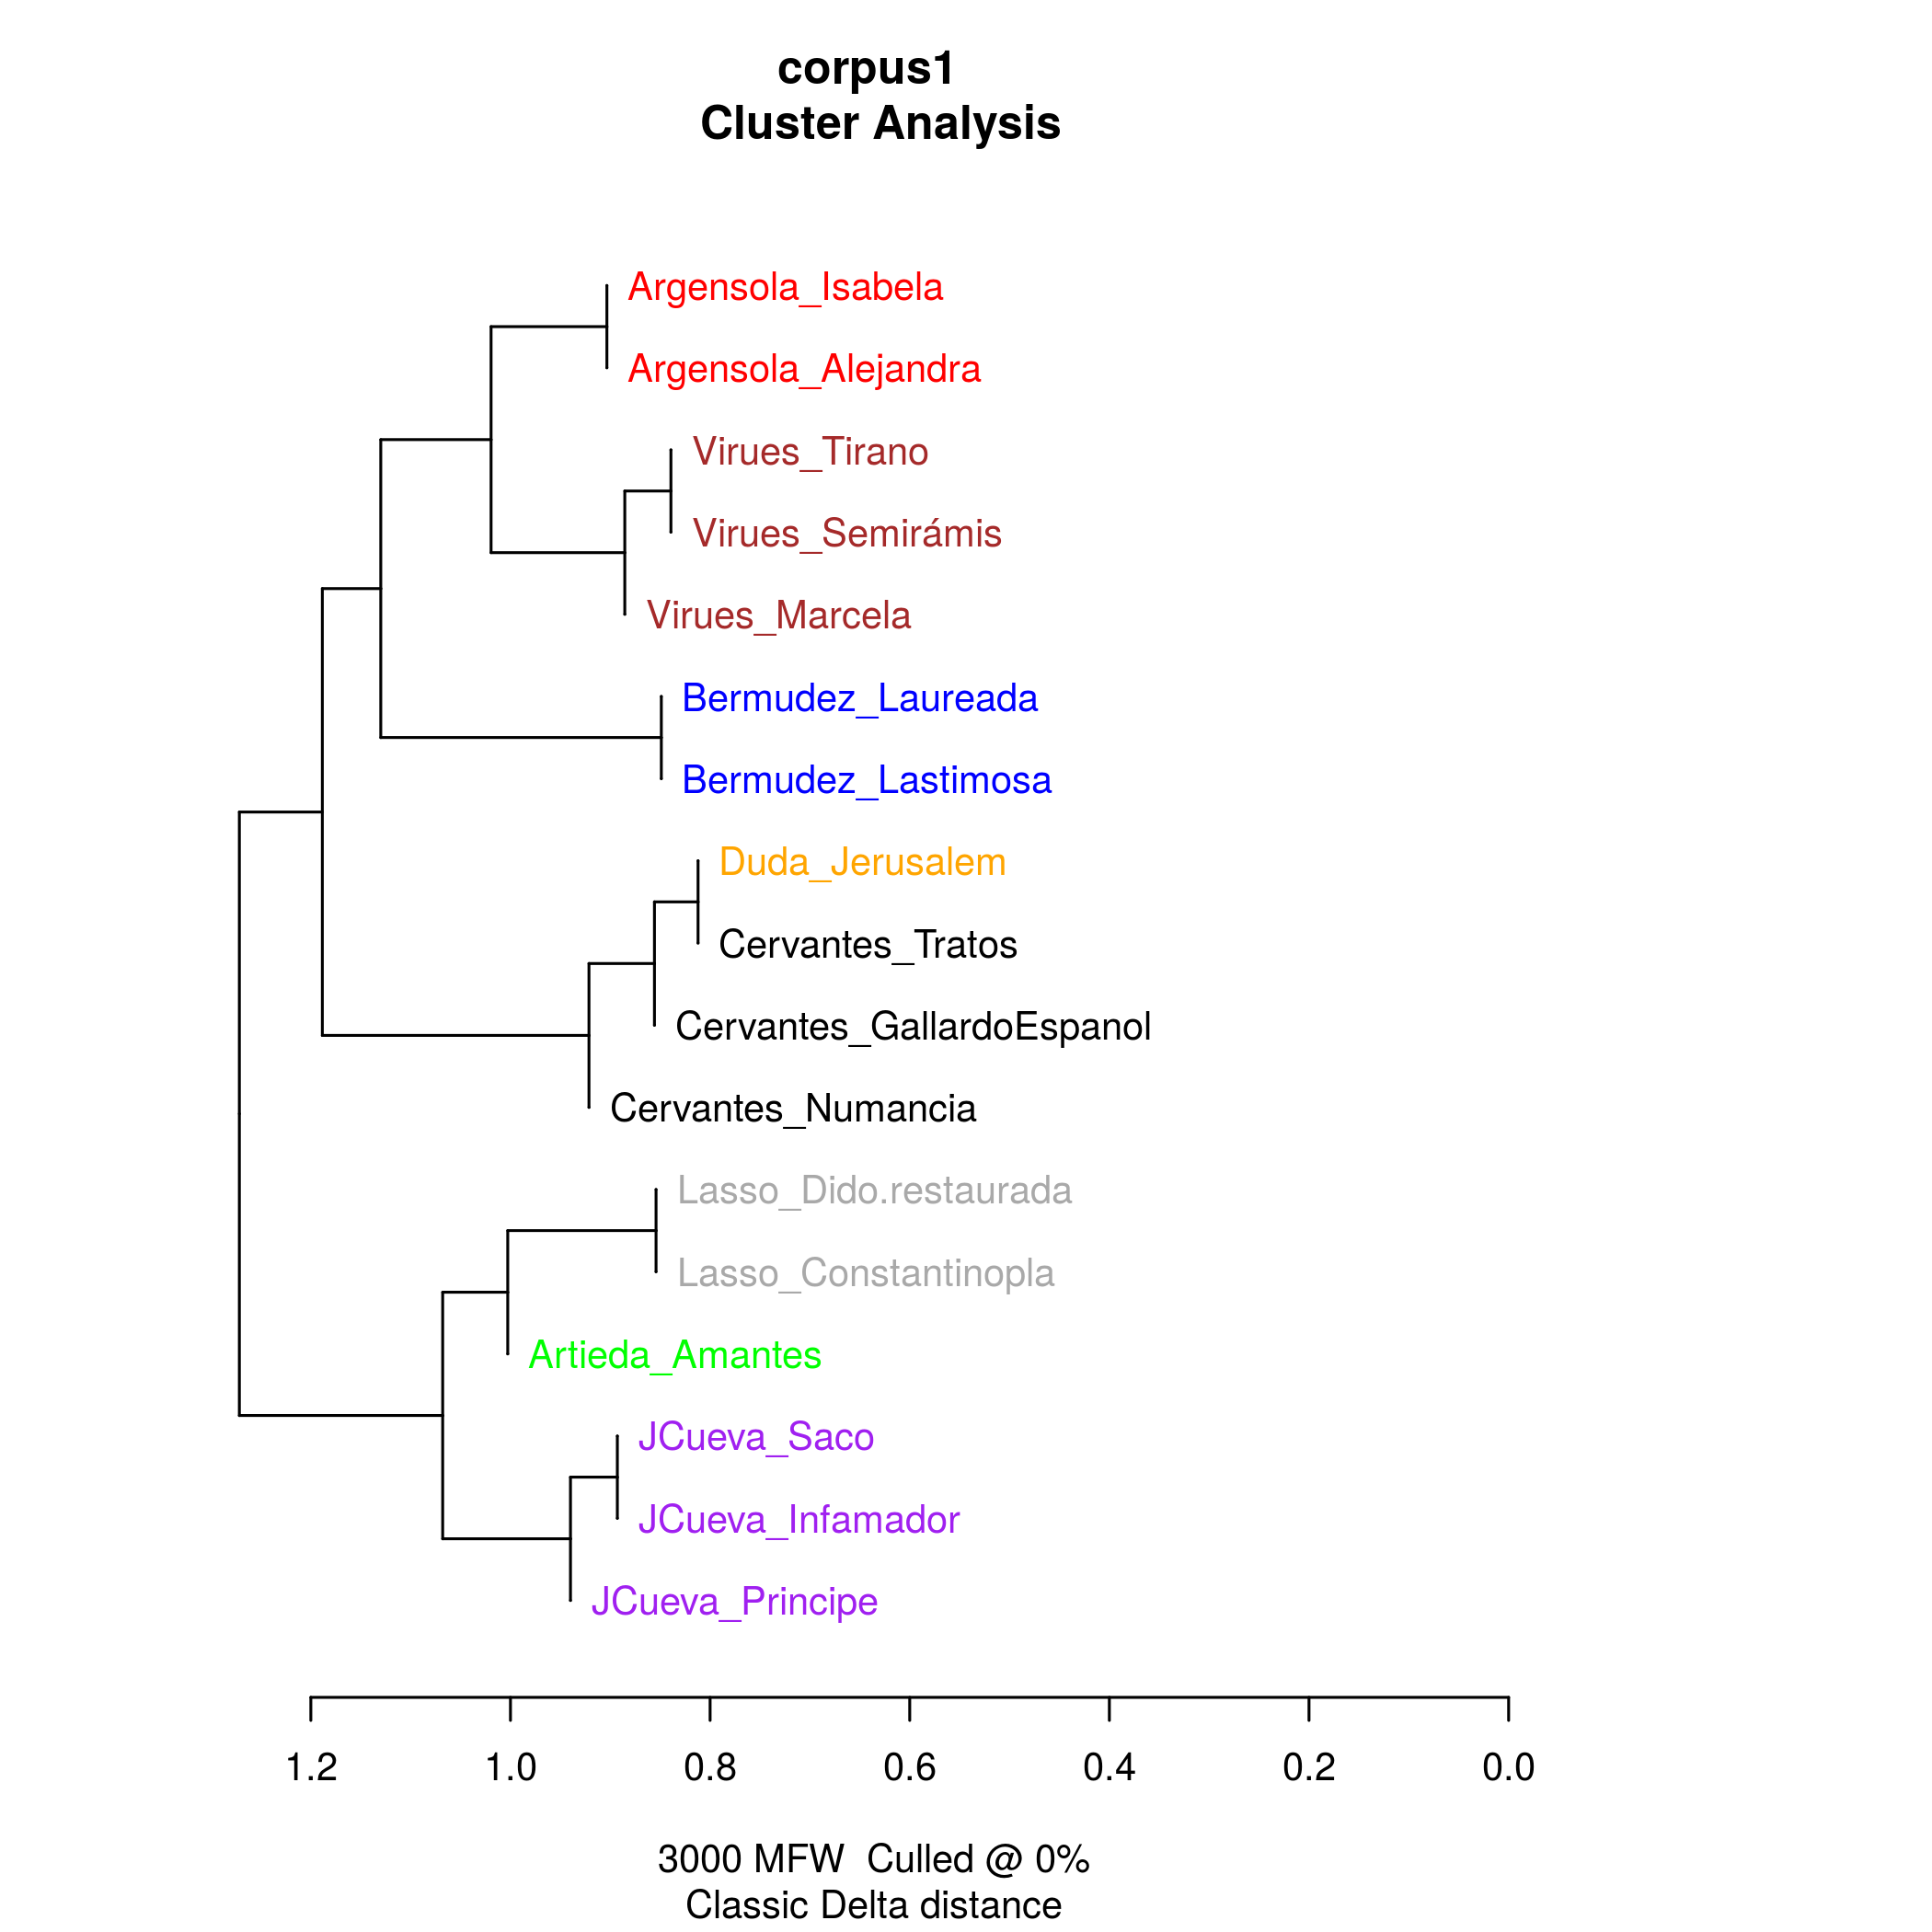 corpus1
Cluster Analysis
Argensola_Isabela
Argensola_Alejandra
Virues_Tirano
Virues_Semirámis
Virues_Marcela
Bermudez_Laureada
Bermudez_Lastimosa
Duda_Jerusalem
Cervantes_Tratos
Cervantes_GallardoEspanol
Cervantes_Numancia
Lasso_Dido.restaurada
Lasso_Constantinopla
Artieda_Amantes
JCueva_Saco
JCueva_Infamador
JCueva_Principe
1.2 1.0 0.8 0.6 0.4 0.2 0.0
3000 MFW  Culled @ 0%
Classic Delta distance